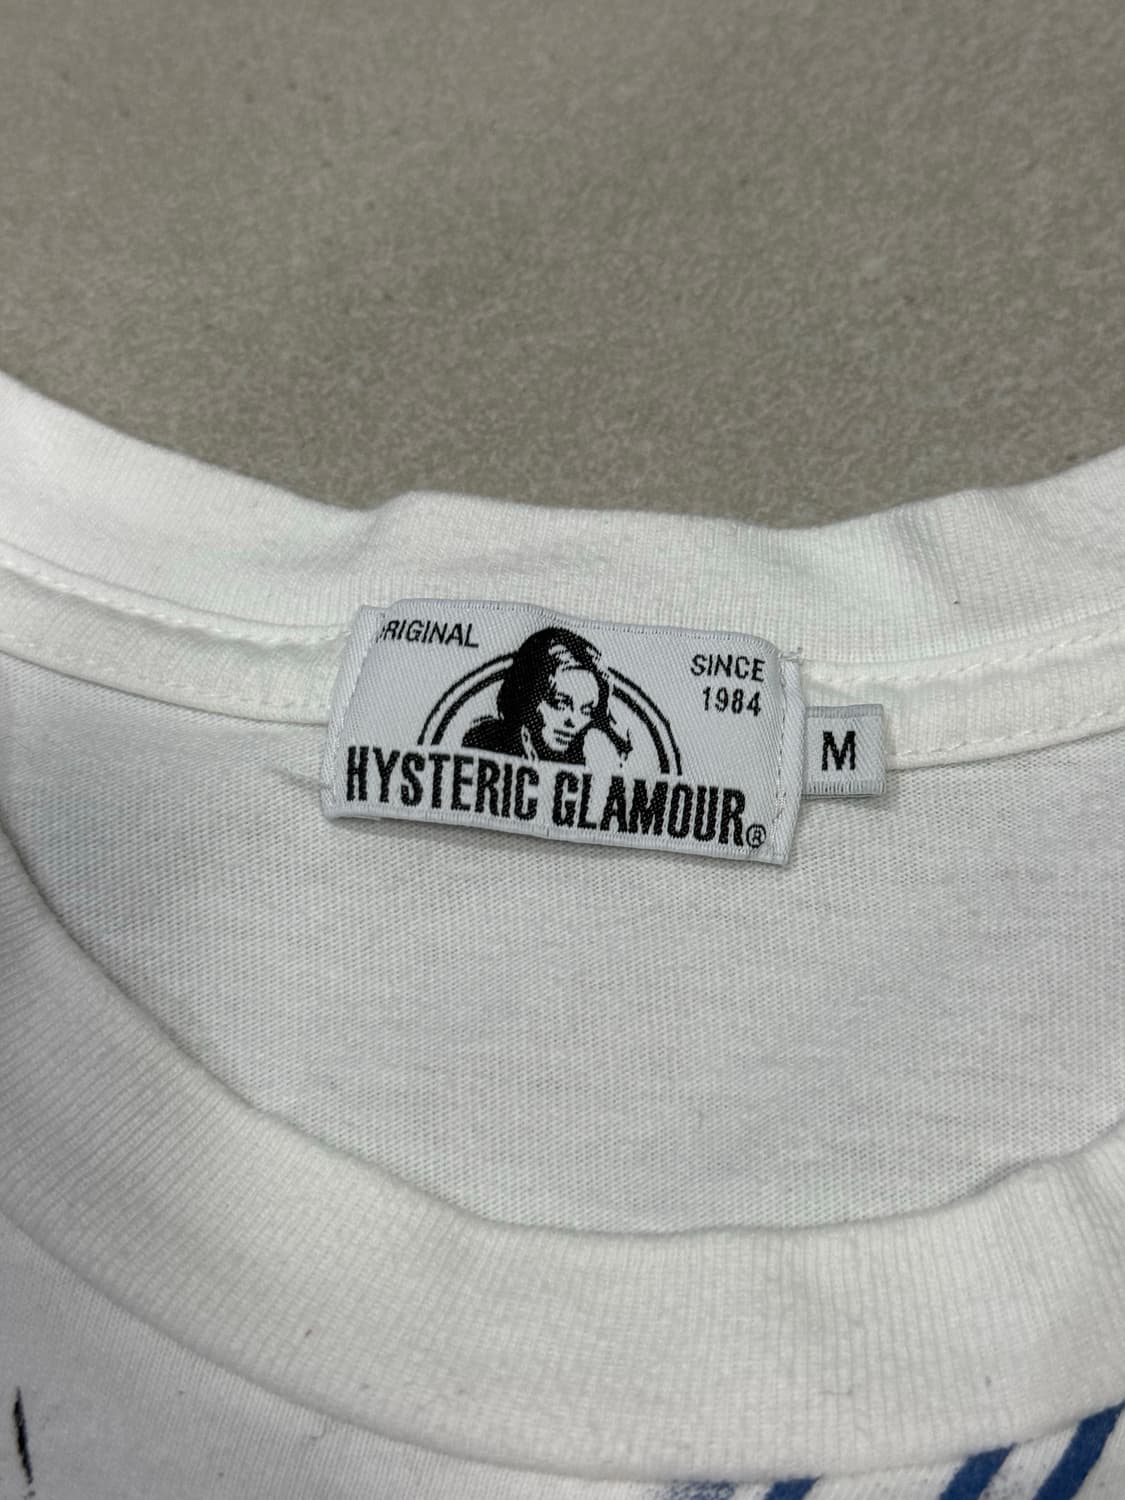 ORIGINAL
SINCE
1984
HYSTERIC GLAMOUR®
M